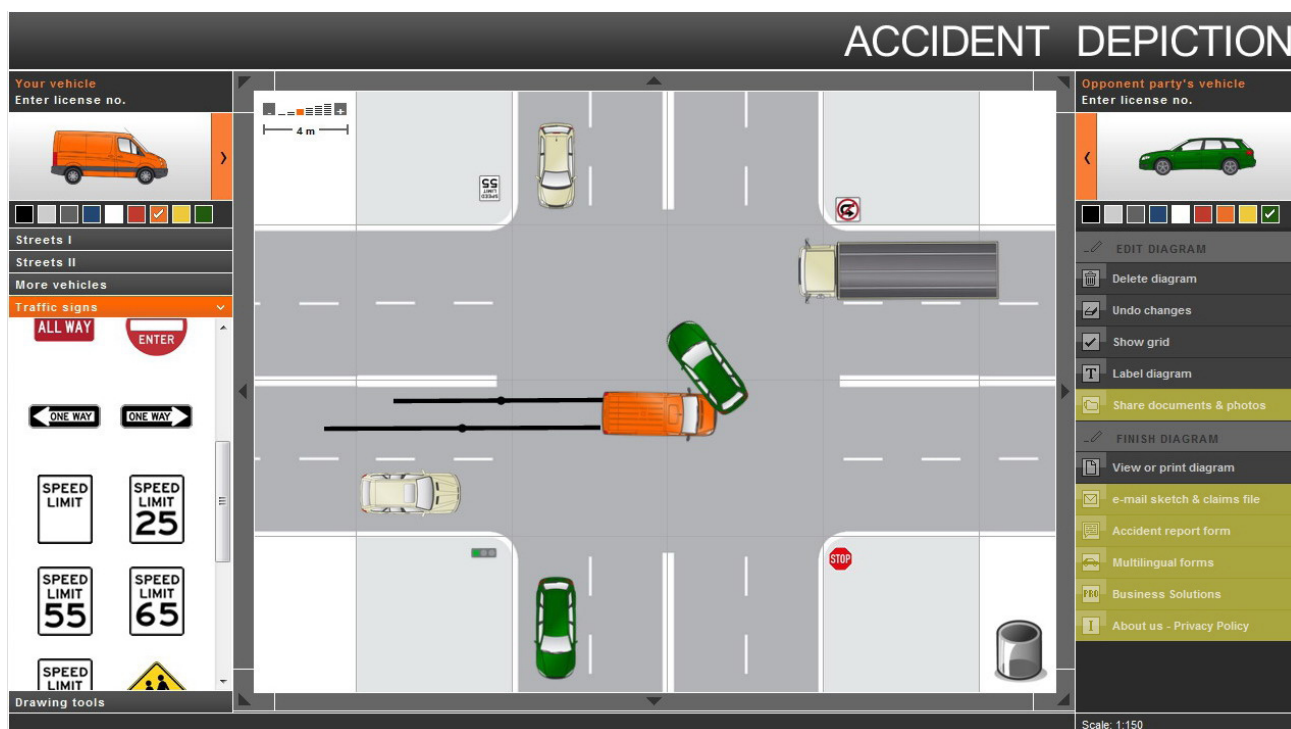 ACCIDENT DEPICTION
Your vehicle
Enter license no.
Streets I
Streets II
More vehicles
Traffic signs
ALL WAY
ENTER
ONE WAY
ONE WAY
SPEED
LIMIT
SPEED
LIMIT
25
SPEED
LIMIT
55
SPEED
LIMIT
65
SPEED
LIMIT
Drawing tools
- +
4 m
SPEED
LIMIT
55
STOP
Opponent party's vehicle
Enter license no.
EDIT DIAGRAM
Delete diagram
Undo changes
Show grid
T Label diagram
Share documents & photos
FINISH DIAGRAM
View or print diagram
e-mail sketch & claims file
Accident report form
Multilingual forms
PRO Business Solutions
I About us - Privacy Policy
Scale: 1:150